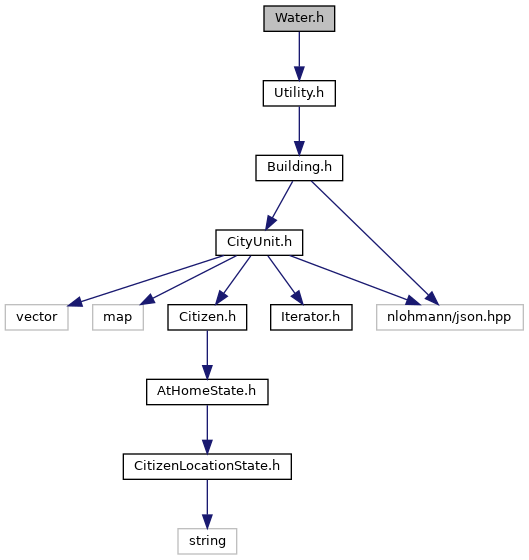 Water.h
Utility.h
Building.h
CityUnit.h
vector
map
Citizen.h
Iterator.h
nlohmann/json.hpp
AtHomeState.h
CitizenLocationState.h
string